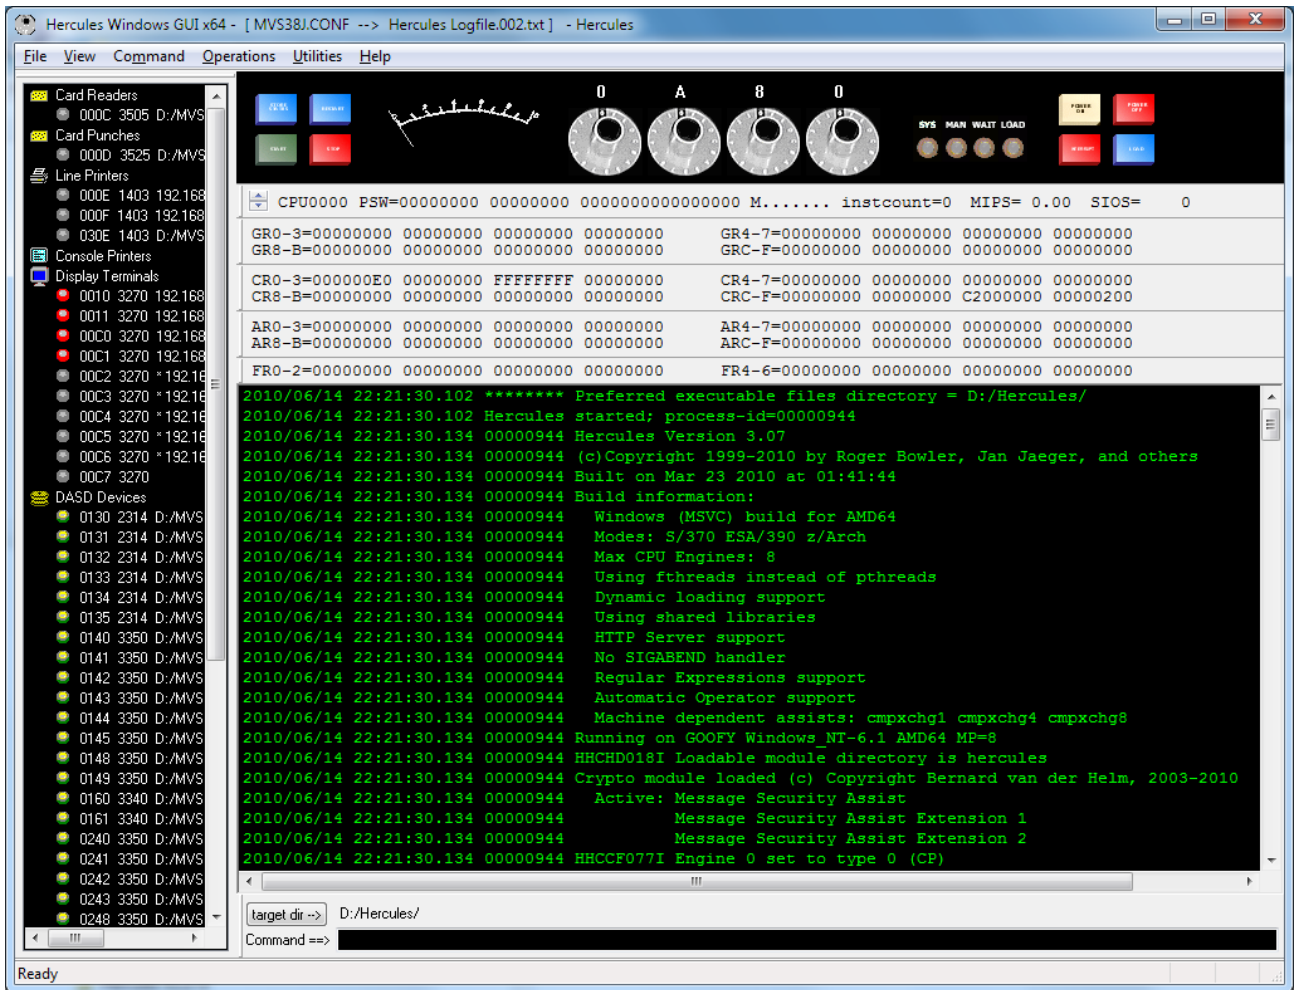 Hercules Windows GUI x64 - [ MVS38J.CONF --> Hercules Logfile.002.txt ] - Hercules
File View Command Operations Utilities Help
Card Readers
000C 3505 D:/MVS
Card Punches
000D 3525 D:/MVS
Line Printers
000E 1403 192.168
000F 1403 192.168
030E 1403 D:/MVS
Console Printers
Display Terminals
0010 3270 192.168
0011 3270 192.168
00C0 3270 192.168
00C1 3270 192.168
00C2 3270 * 192.16
00C3 3270 * 192.16
00C4 3270 * 192.16
00C5 3270 * 192.16
00C6 3270 * 192.16
00C7 3270
DASD Devices
0130 2314 D:/MVS
0131 2314 D:/MVS
0132 2314 D:/MVS
0133 2314 D:/MVS
0134 2314 D:/MVS
0135 2314 D:/MVS
0140 3350 D:/MVS
0141 3350 D:/MVS
0142 3350 D:/MVS
0143 3350 D:/MVS
0144 3350 D:/MVS
0145 3350 D:/MVS
0148 3350 D:/MVS
0149 3350 D:/MVS
0160 3340 D:/MVS
0161 3340 D:/MVS
0240 3350 D:/MVS
0241 3350 D:/MVS
0242 3350 D:/MVS
0243 3350 D:/MVS
0248 3350 D:/MVS
START STOP
0 A 8 0
SYS MAN WAIT LOAD
POWER ON POWER OFF
INTERRUPT LOAD
CPU0000 PSW=00000000 00000000 0000000000000000 M....... instcount=0 MIPS= 0.00 SIOS= 0
GR0-3=00000000 00000000 00000000 00000000 GR4-7=00000000 00000000 00000000 00000000
GR8-B=00000000 00000000 00000000 00000000 GRC-F=00000000 00000000 00000000 00000000
CR0-3=000000E0 00000000 FFFFFFFF 00000000 CR4-7=00000000 00000000 00000000 00000000
CR8-B=00000000 00000000 00000000 00000000 CRC-F=00000000 00000000 C2000000 00000200
AR0-3=00000000 00000000 00000000 00000000 AR4-7=00000000 00000000 00000000 00000000
AR8-B=00000000 00000000 00000000 00000000 ARC-F=00000000 00000000 00000000 00000000
FR0-2=00000000 00000000 00000000 00000000 FR4-6=00000000 00000000 00000000 00000000
2010/06/14 22:21:30.102 ******** Preferred executable files directory = D:/Hercules/
2010/06/14 22:21:30.102 Hercules started; process-id=00000944
2010/06/14 22:21:30.134 00000944 Hercules Version 3.07
2010/06/14 22:21:30.134 00000944 (c)Copyright 1999-2010 by Roger Bowler, Jan Jaeger, and others
2010/06/14 22:21:30.134 00000944 Built on Mar 23 2010 at 01:41:44
2010/06/14 22:21:30.134 00000944 Build information:
2010/06/14 22:21:30.134 00000944 Windows (MSVC) build for AMD64
2010/06/14 22:21:30.134 00000944 Modes: S/370 ESA/390 z/Arch
2010/06/14 22:21:30.134 00000944 Max CPU Engines: 8
2010/06/14 22:21:30.134 00000944 Using fthreads instead of pthreads
2010/06/14 22:21:30.134 00000944 Dynamic loading support
2010/06/14 22:21:30.134 00000944 Using shared libraries
2010/06/14 22:21:30.134 00000944 HTTP Server support
2010/06/14 22:21:30.134 00000944 No SIGABEND handler
2010/06/14 22:21:30.134 00000944 Regular Expressions support
2010/06/14 22:21:30.134 00000944 Automatic Operator support
2010/06/14 22:21:30.134 00000944 Machine dependent assists: cmpxchg1 cmpxchg4 cmpxchg8
2010/06/14 22:21:30.134 00000944 Running on GOOFY Windows_NT-6.1 AMD64 MP=8
2010/06/14 22:21:30.134 00000944 HHCHD018I Loadable module directory is hercules
2010/06/14 22:21:30.134 00000944 Crypto module loaded (c) Copyright Bernard van der Helm, 2003-2010
2010/06/14 22:21:30.134 00000944 Active: Message Security Assist
2010/06/14 22:21:30.134 00000944 Message Security Assist Extension 1
2010/06/14 22:21:30.134 00000944 Message Security Assist Extension 2
2010/06/14 22:21:30.134 00000944 HHCCF077I Engine 0 set to type 0 (CP)
target dir --> D:/Hercules/
Command ==>
Ready